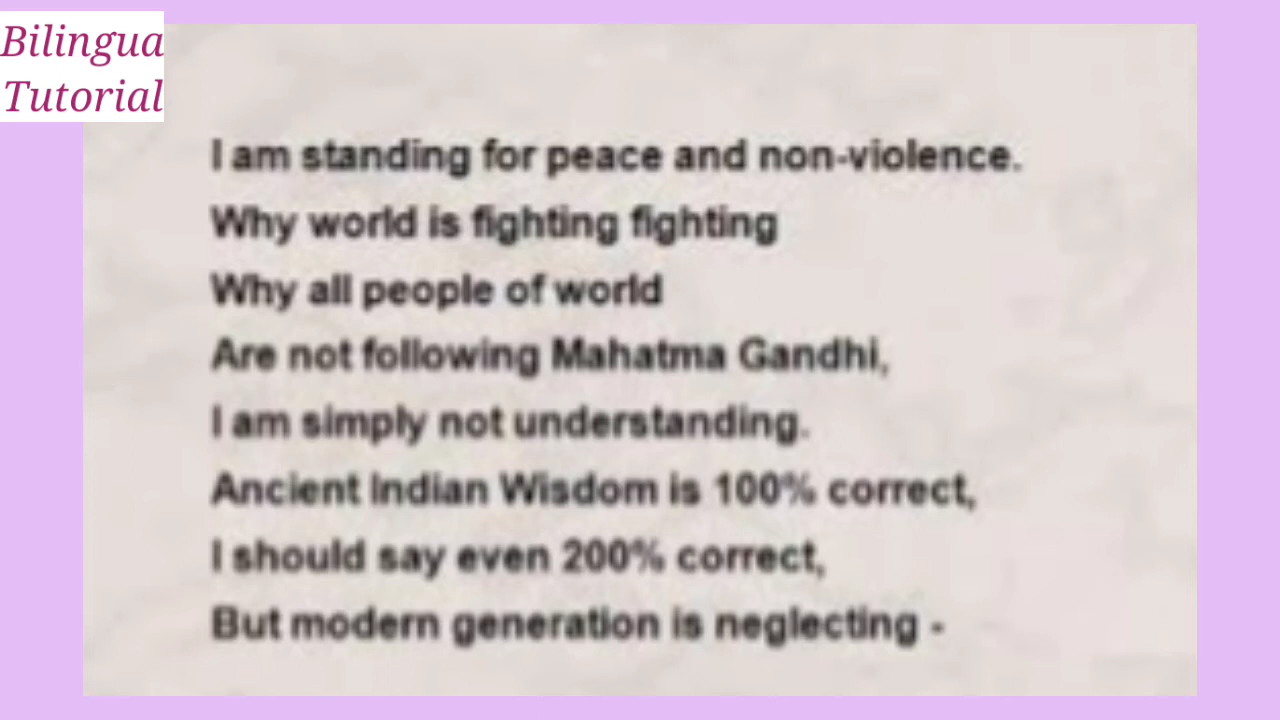 Bilingua
Tutorial
I am standing for peace and non-violence.
Why world is fighting fighting
Why all people of world
Are not following Mahatma Gandhi,
I am simply not understanding.
Ancient Indian Wisdom is 100% correct,
I should say even 200% correct,
But modern generation is neglecting -